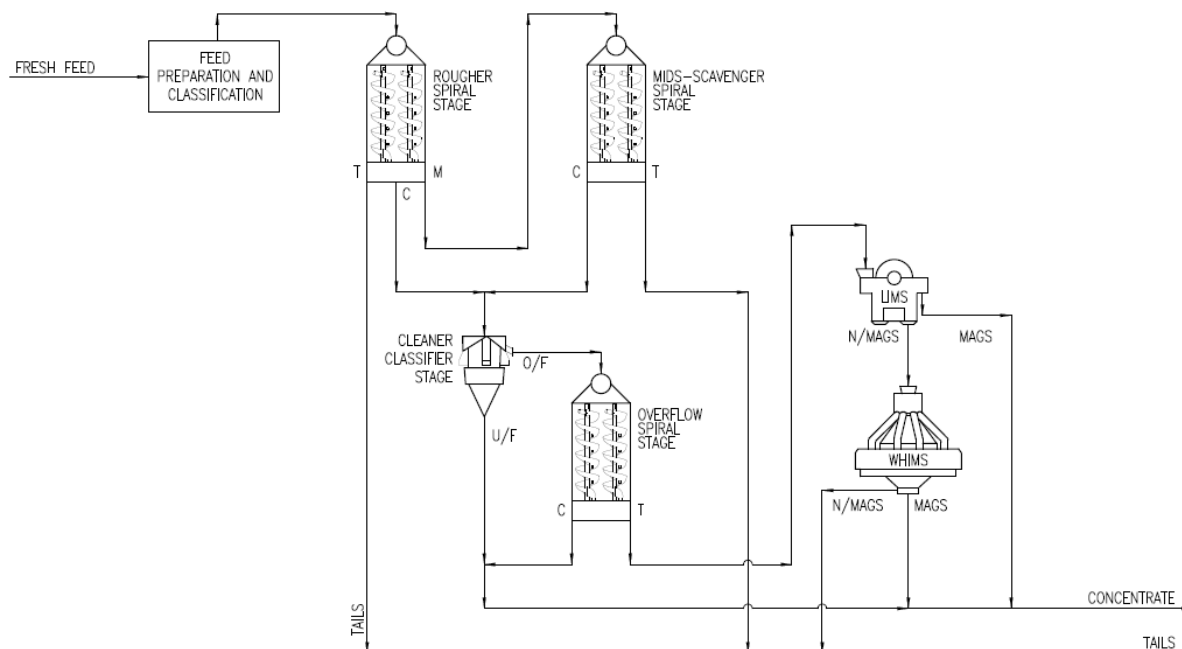 FRESH FEED
FEED
PREPARATION AND
CLASSIFICATION
ROUGHER
SPIRAL
STAGE
MIDS-SCAVENGER
SPIRAL
STAGE
T
M
C
C
T
LIMS
N/MAGS
MAGS
CLEANER
CLASSIFIER
STAGE
O/F
U/F
OVERFLOW
SPIRAL
STAGE
WHIMS
N/MAGS
MAGS
C
T
CONCENTRATE
TAILS
TAILS